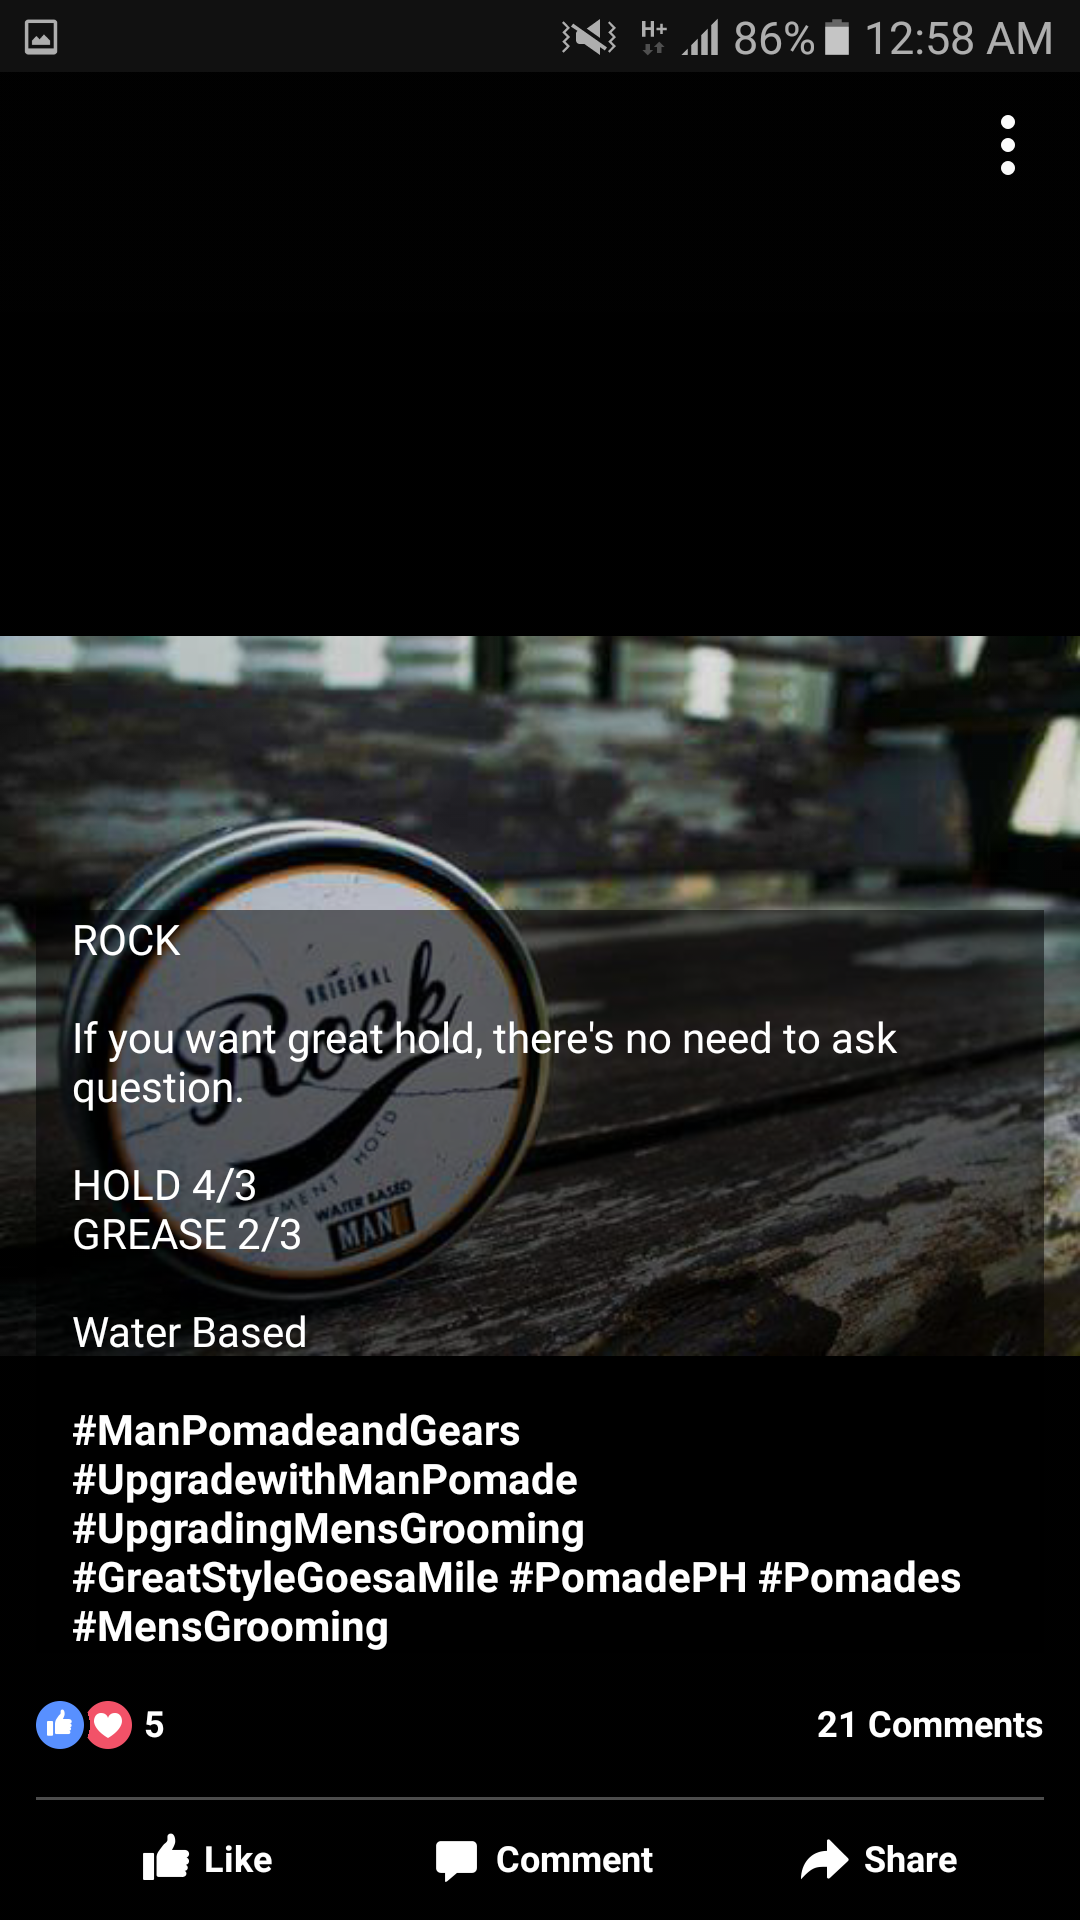 H+ 86% 12:58 AM
ROCK
If you want great hold, there's no need to ask
question.
HOLD 4/3
GREASE 2/3
Water Based
ORIGINAL
Rock
CEMENT HOLD
WATER BASED
MAN
#ManPomadeandGears
#UpgradewithManPomade
#UpgradingMensGrooming
#GreatStyleGoesaMile #PomadePH #Pomades
#MensGrooming
5 21 Comments
Like Comment Share